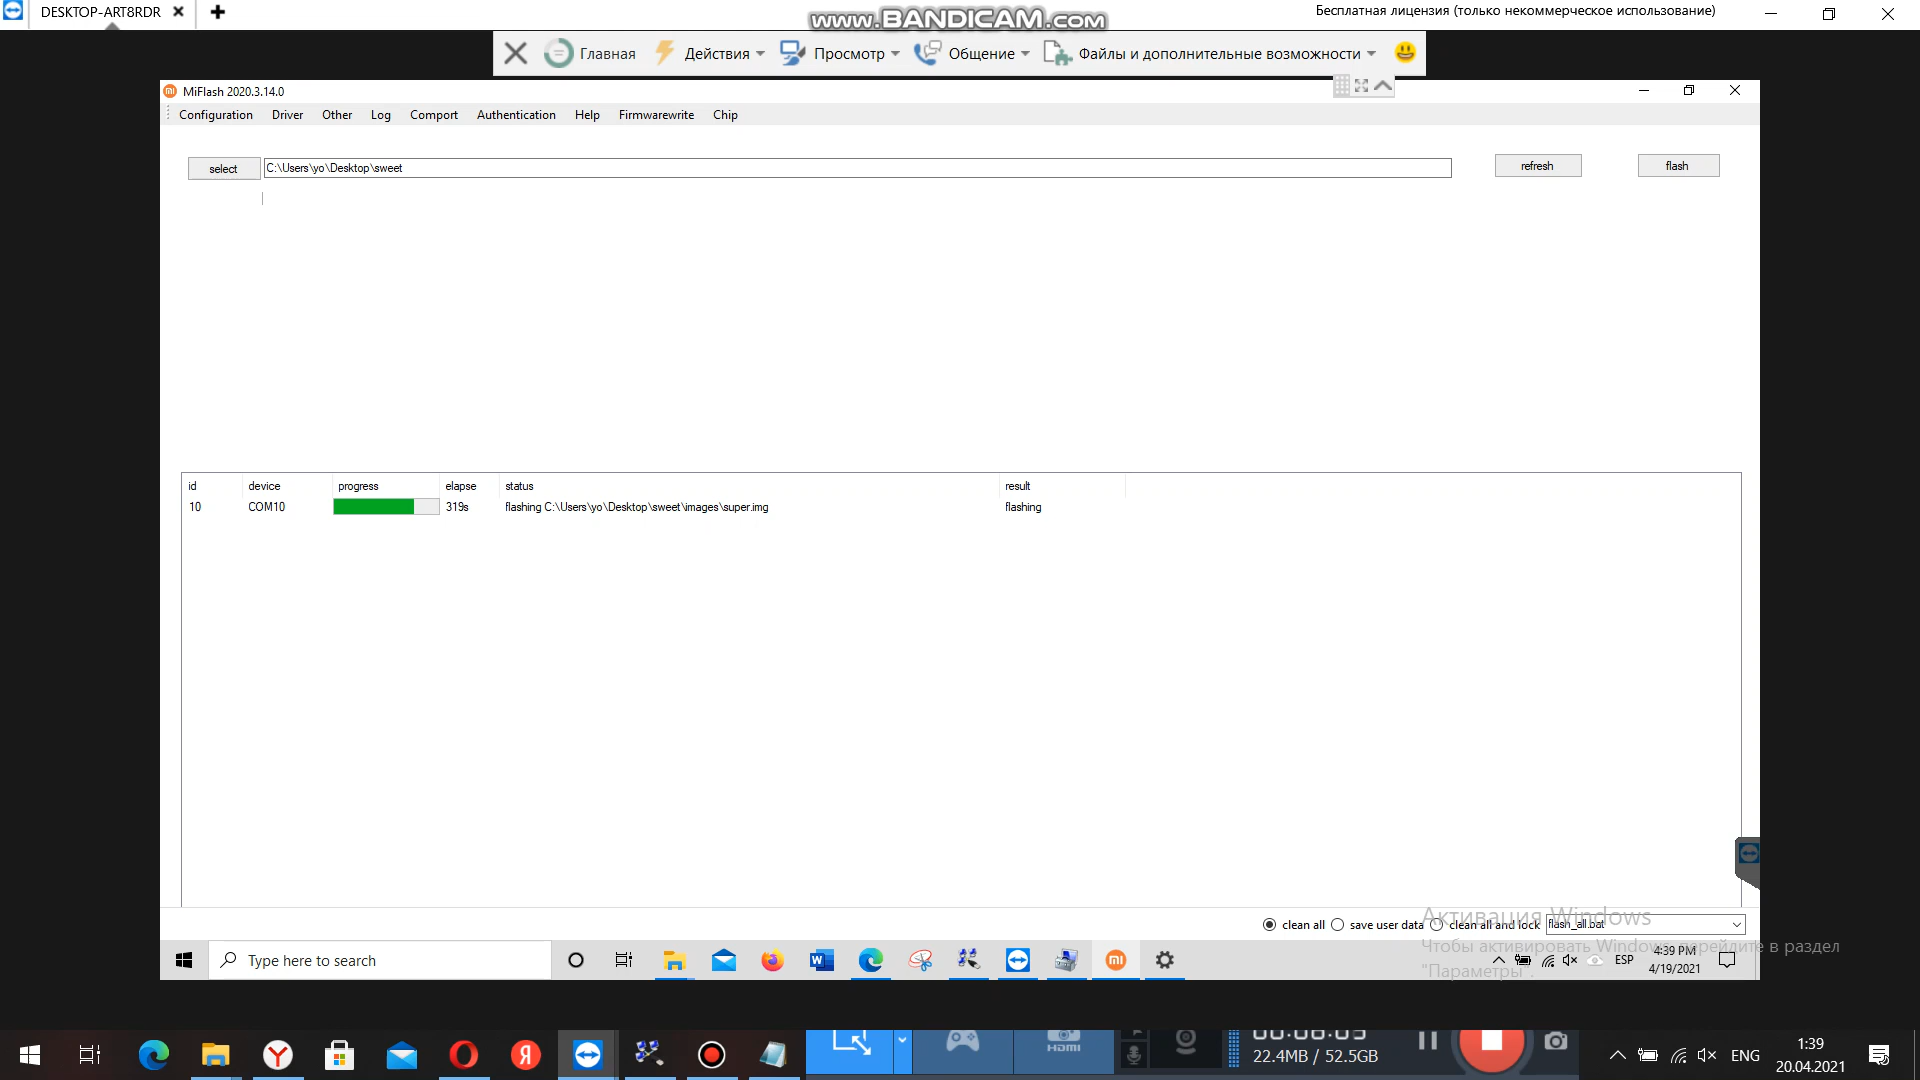 DESKTOP-ART8RDR
www.BANDICAM.com
Бесплатная лицензия (только некоммерческое использование)
Главная
Действия
Просмотр
Общение
Файлы и дополнительные возможности
MiFlash 2020.3.14.0
Configuration
Driver
Other
Log
Comport
Authentication
Help
Firmwarewrite
Chip
select
C:\Users\yo\Desktop\sweet
refresh
flash
id
device
progress
elapse
status
result
10
COM10
319s
flashing C:\Users\yo\Desktop\sweet\images\super.img
flashing
clean all
save user data
clean all and lock
flash_all.bat
Активация Windows
Чтобы активировать Windows, перейдите в раздел
"Параметры".
Type here to search
ESP
4:39 PM
4/19/2021
HDMI
00:06:05
22.4MB / 52.5GB
ENG
1:39
20.04.2021